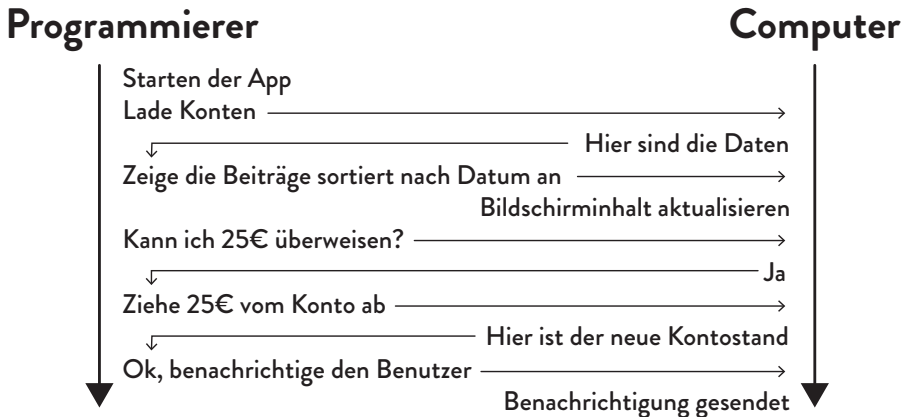 Programmierer
Computer
Starten der App
Lade Konten
Hier sind die Daten
Zeige die Beiträge sortiert nach Datum an
Bildschirminhalt aktualisieren
Kann ich 25€ überweisen?
Ja
Ziehe 25€ vom Konto ab
Hier ist der neue Kontostand
Ok, benachrichtige den Benutzer
Benachrichtigung gesendet